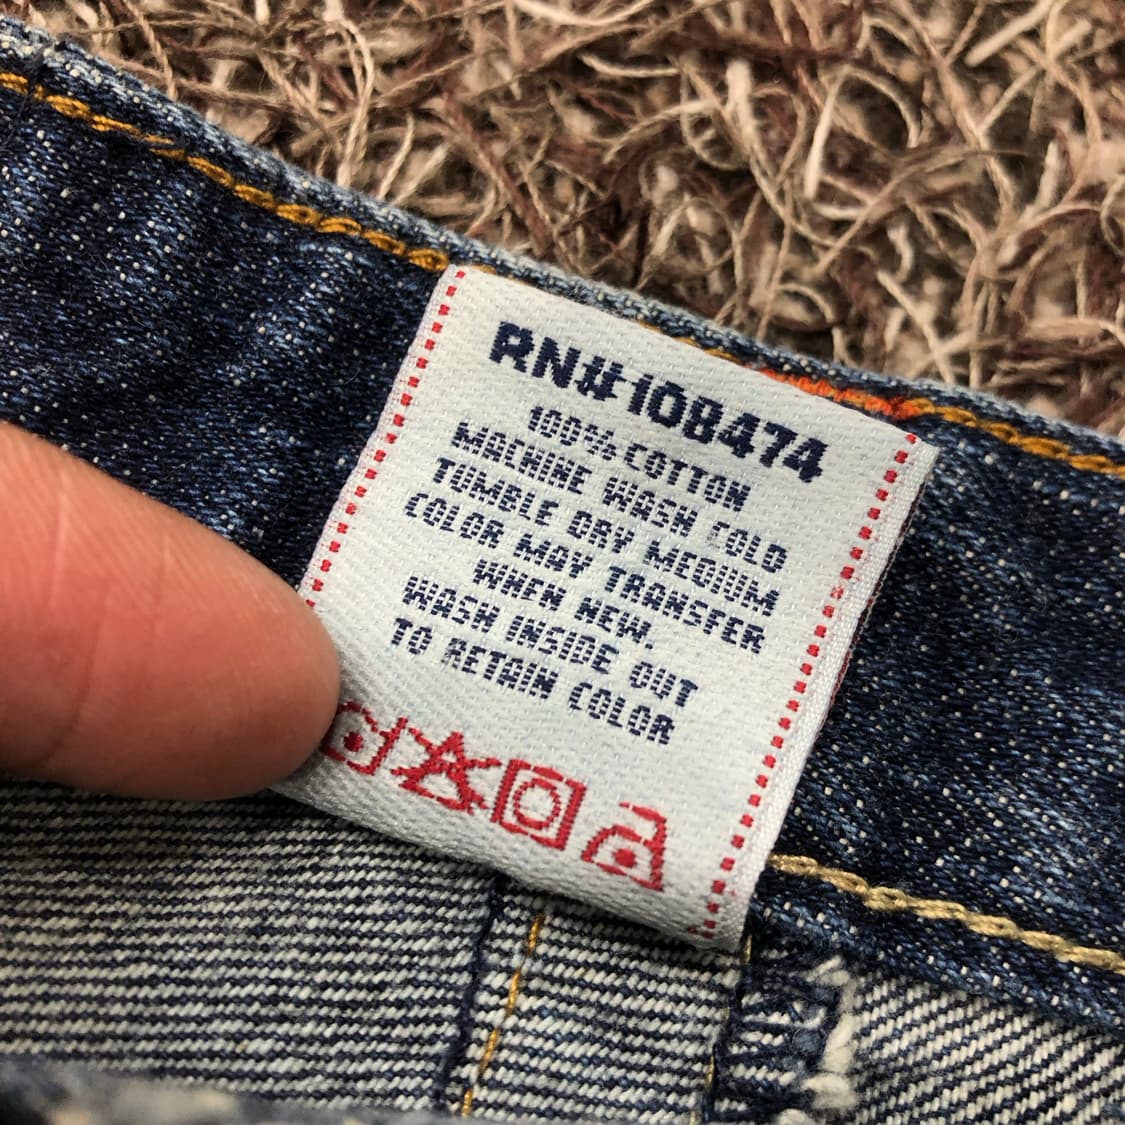 RN#108474
100% COTTON
MACHINE WASH COLD
TUMBLE DRY MEDIUM
COLOR MAY TRANSFER
WHEN NEW.
WASH INSIDE OUT
TO RETAIN COLOR